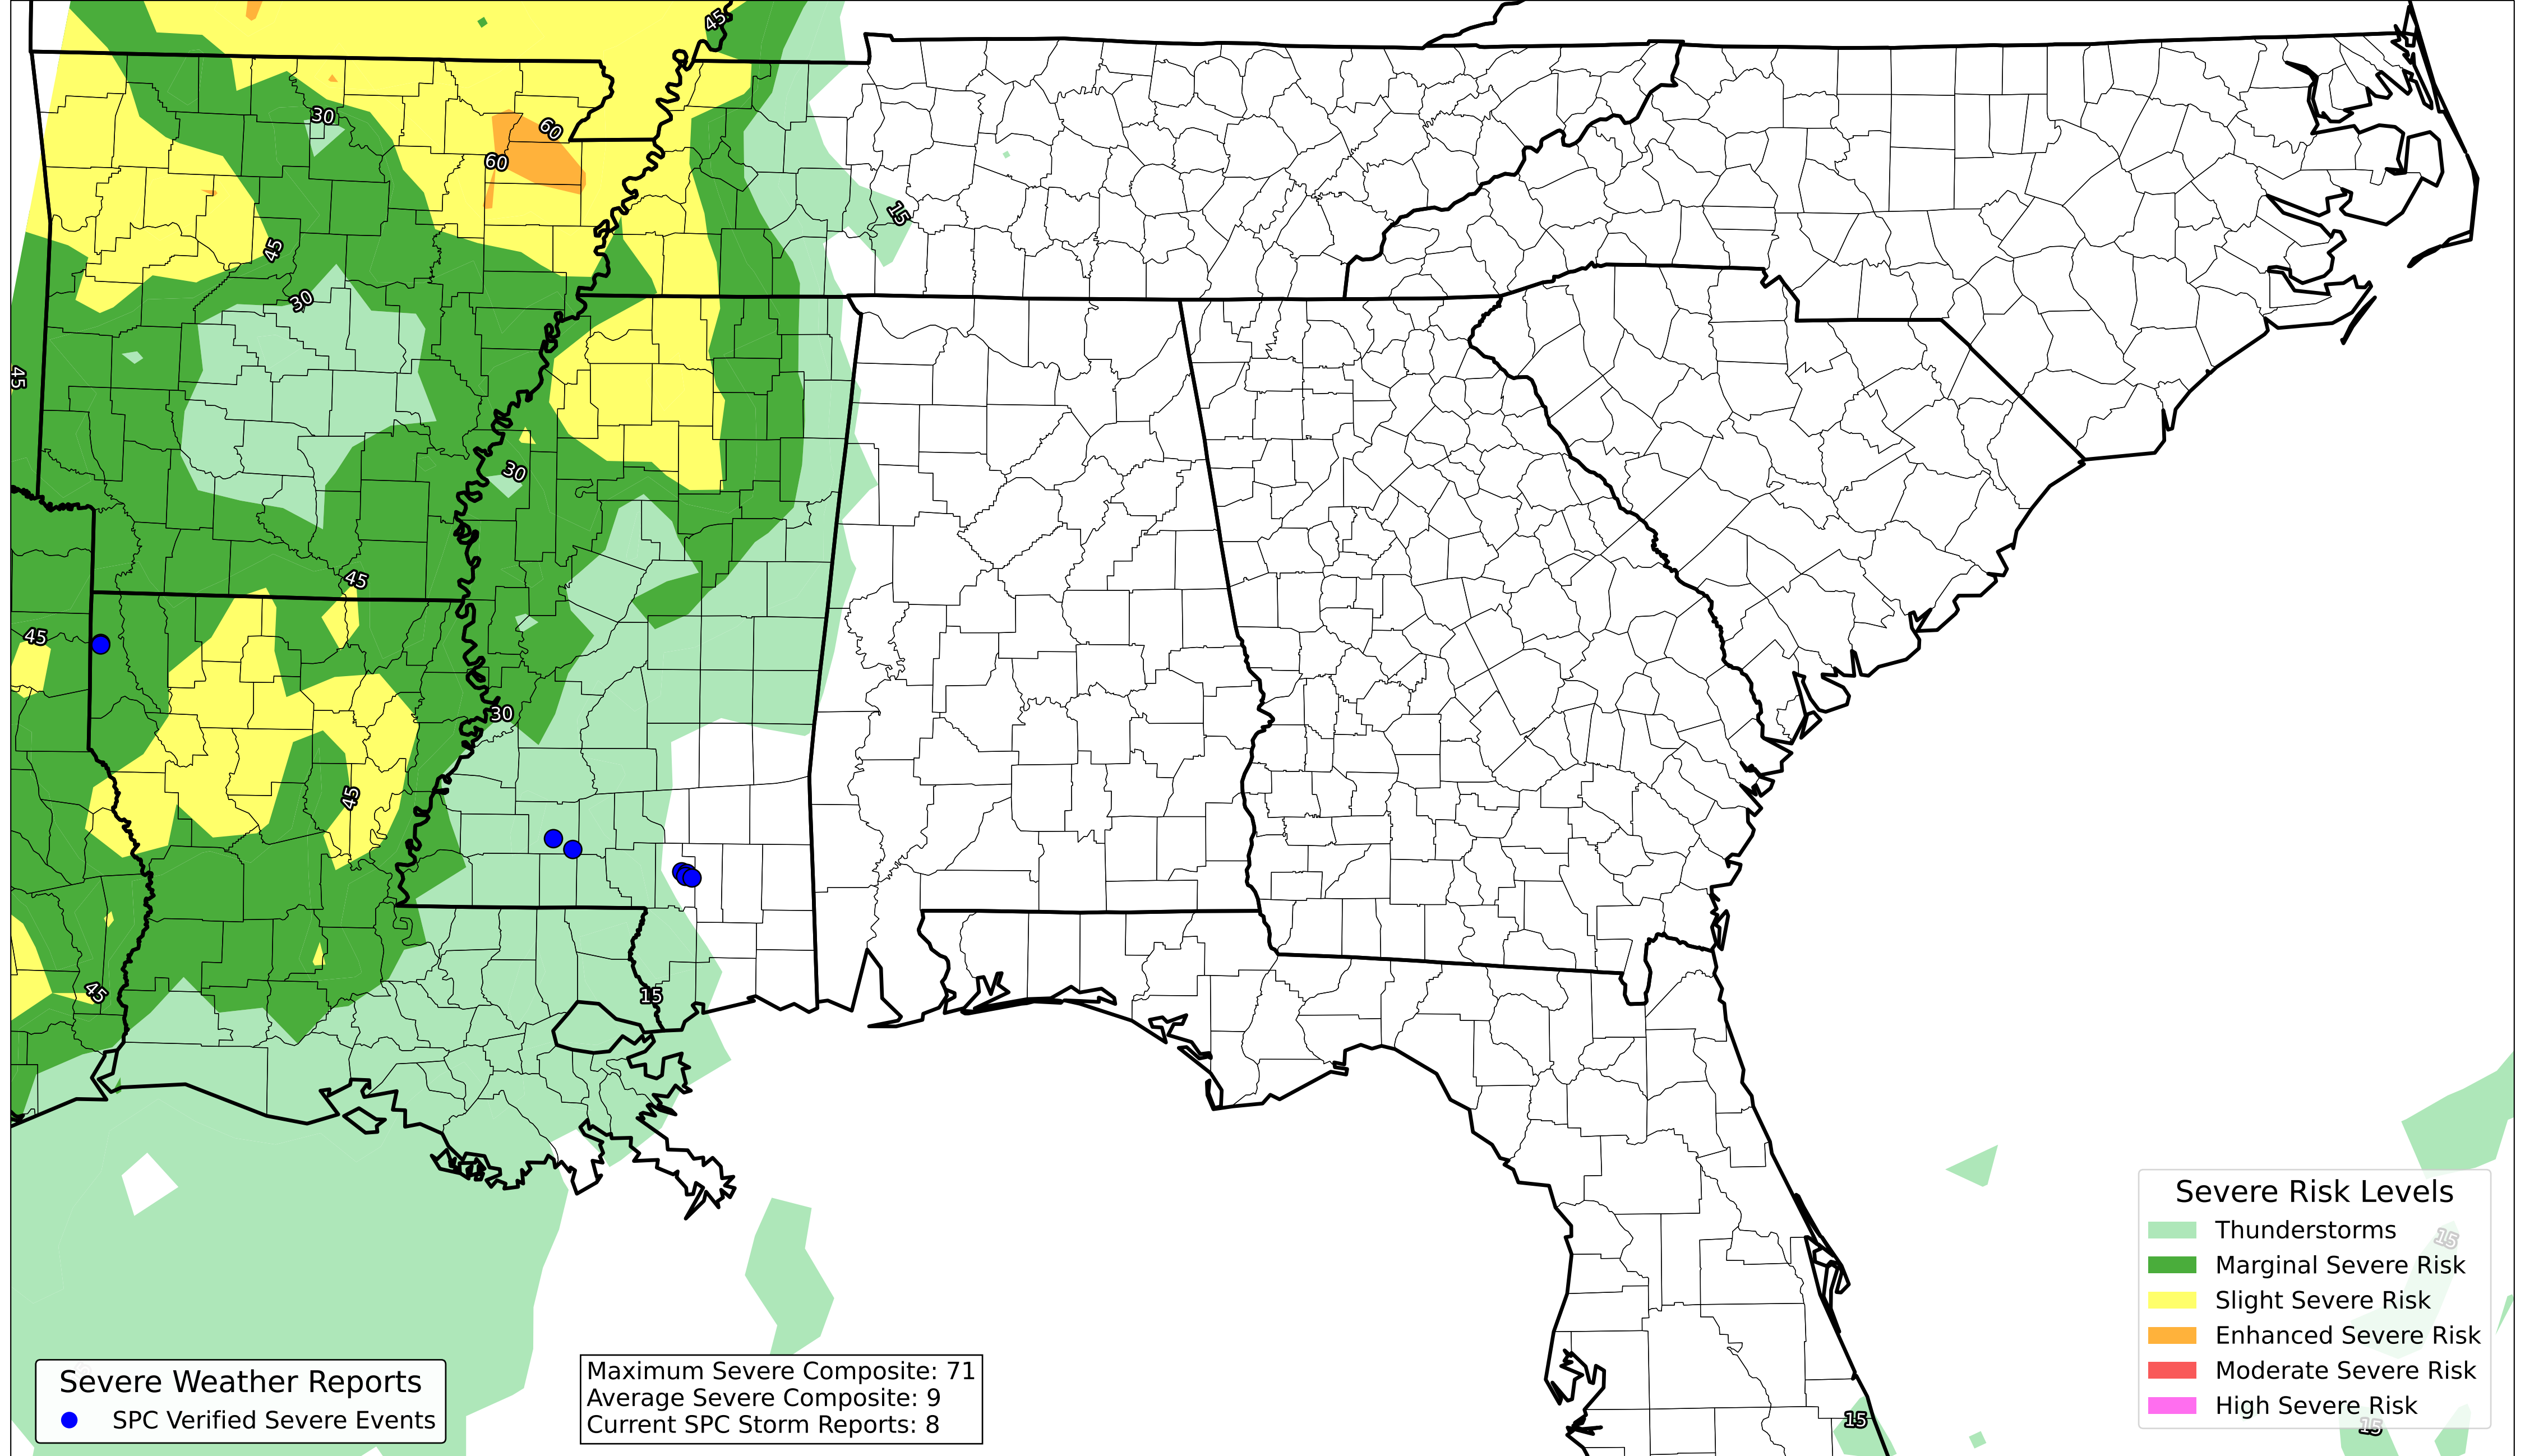 45
30
60
60
15
45
30
45
30
45
45
30
45
45
15
15
15
15
Severe Risk Levels
Thunderstorms
Marginal Severe Risk
Slight Severe Risk
Enhanced Severe Risk
Moderate Severe Risk
High Severe Risk
Severe Weather Reports
SPC Verified Severe Events
Maximum Severe Composite: 71
Average Severe Composite: 9
Current SPC Storm Reports: 8